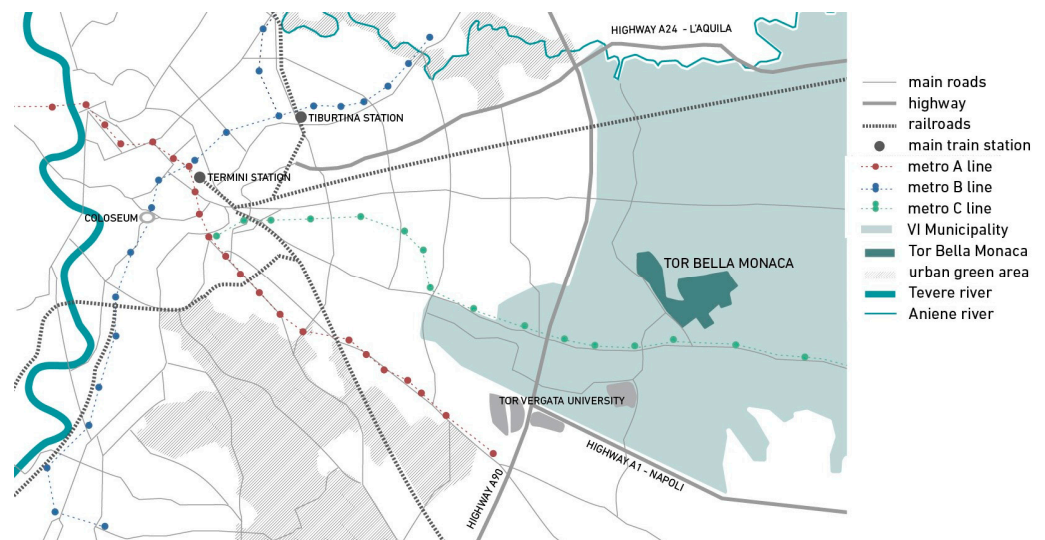 HIGHWAY A24 - L'AQUILA
TIBURTINA STATION
TERMINI STATION
COLOSEUM
TOR BELLA MONACA
TOR VERGATA UNIVERSITY
HIGHWAY A1 - NAPOLI
HIGHWAY A90
main roads
highway
railroads
main train station
metro A line
metro B line
metro C line
VI Municipality
Tor Bella Monaca
urban green area
Tevere river
Aniene river